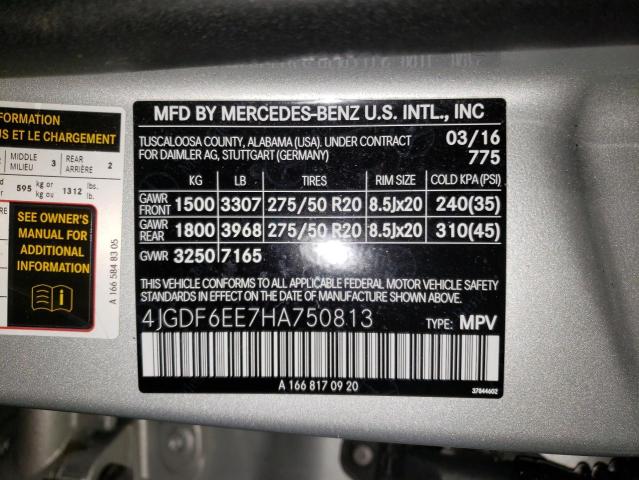 FORMATION
US ET LE CHARGEMENT
MIDDLE MILIEU 3 REAR ARRIÈRE 2
595 kg or kg ou 1312 lbs. lb.
SEE OWNER'S
MANUAL FOR
ADDITIONAL
INFORMATION
A 166 584 83 05
MFD BY MERCEDES-BENZ U.S. INTL., INC
TUSCALOOSA COUNTY, ALABAMA (USA). UNDER CONTRACT 03/16
FOR DAIMLER AG, STUTTGART (GERMANY) 775
KG LB TIRES RIM SIZE COLD KPA(PSI)
GAWR FRONT 1500 3307 275/50 R20 8.5Jx20 240(35)
GAWR REAR 1800 3968 275/50 R20 8.5Jx20 310(45)
GVWR 3250 7165
THIS VEHICLE CONFORMS TO ALL APPLICABLE FEDERAL MOTOR VEHICLE SAFETY
STANDARDS IN EFFECT ON THE DATE OF MANUFACTURE SHOWN ABOVE.
4JGDF6EE7HA750813 TYPE: MPV
A 166 817 09 20
37844602